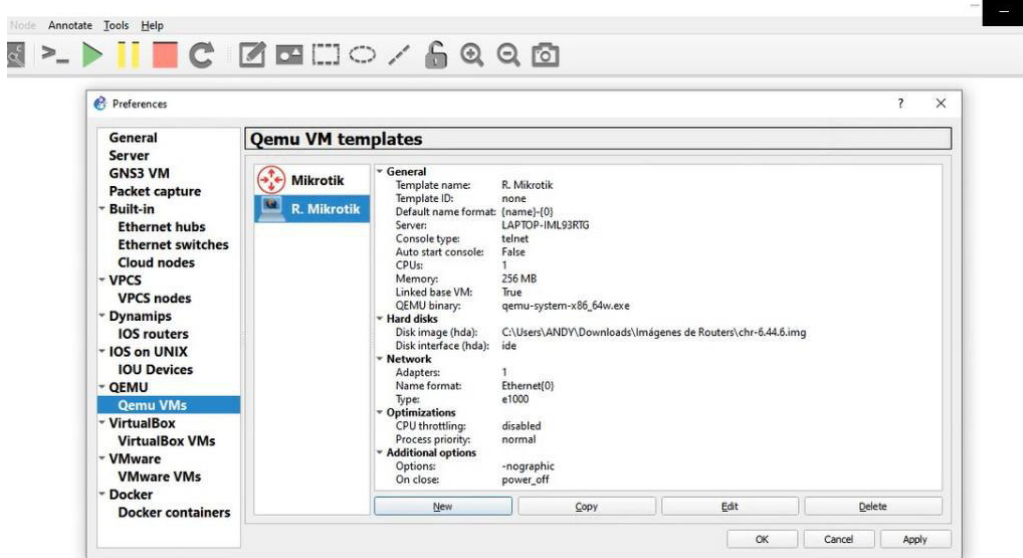 Node Annotate Tools Help
Preferences
General
Server
GNS3 VM
Packet capture
Built-in
Ethernet hubs
Ethernet switches
Cloud nodes
VPCS
VPCS nodes
Dynamips
IOS routers
IOS on UNIX
IOU Devices
QEMU
Qemu VMs
VirtualBox
VirtualBox VMs
VMware
VMware VMs
Docker
Docker containers
Qemu VM templates
Mikrotik
R. Mikrotik
General
Template name: R. Mikrotik
Template ID: none
Default name format: {name}-{0}
Server: LAPTOP-IML93RTG
Console type: telnet
Auto start console: False
CPUs: 1
Memory: 256 MB
Linked base VM: True
QEMU binary: qemu-system-x86_64w.exe
Hard disks
Disk image (hda): C:\Users\ANDY\Downloads\Imágenes de Routers\chr-6.44.6.img
Disk interface (hda): ide
Network
Adapters: 1
Name format: Ethernet{0}
Type: e1000
Optimizations
CPU throttling: disabled
Process priority: normal
Additional options
Options: -nographic
On close: power_off
New Copy Edit Delete
OK Cancel Apply